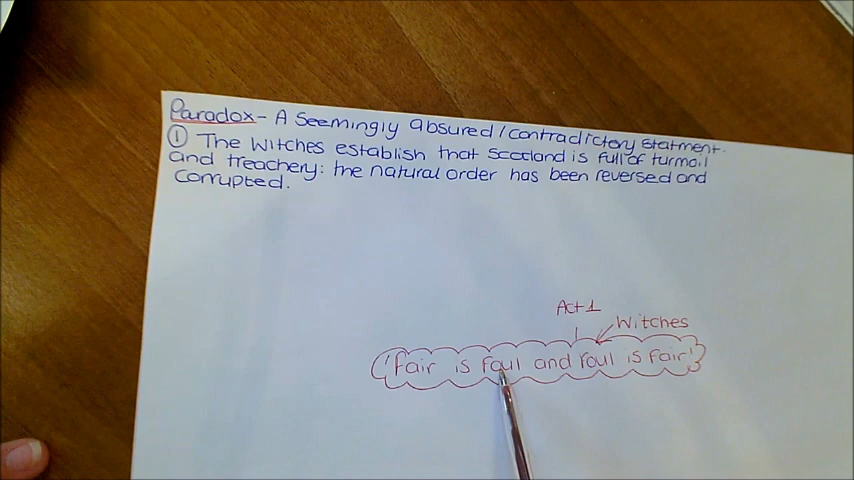 Paradox - A seemingly absured/contradictory statment.
① The witches establish that Scotland is full of turmoil
and treachery: the natural order has been reversed and
corrupted.
Act 1
Witches
'fair is foul and foul is fair'